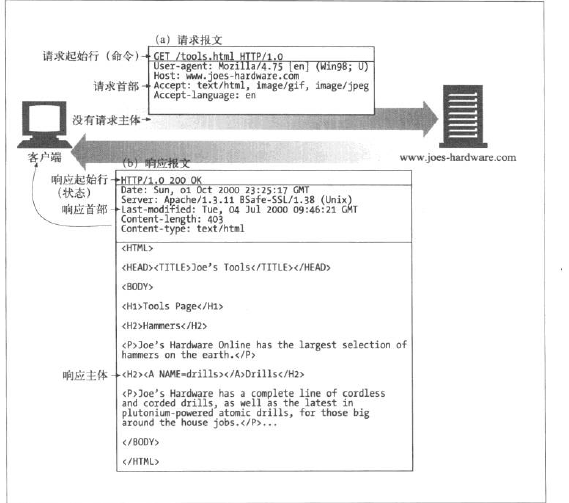 (a) 请求报文
请求起始行(命令)
GET /tools.html HTTP/1.0
User-agent: Mozilla/4.75 [en] (Win98; U)
Host: www.joes-hardware.com
请求首部
Accept: text/html, image/gif, image/jpeg
Accept-language: en
没有请求主体
客户端
www.joes-hardware.com
(b) 响应报文
响应起始行
(状态)
HTTP/1.0 200 OK
Date: Sun, 01 Oct 2000 23:25:17 GMT
Server: Apache/1.3.11 BSafe-SSL/1.38 (Unix)
响应首部
Last-modified: Tue, 04 Jul 2000 09:46:21 GMT
Content-length: 403
Content-type: text/html
<HTML>
<HEAD><TITLE>Joe's Tools</TITLE></HEAD>
<BODY>
<H1>Tools Page</H1>
<H2>Hammers</H2>
<P>Joe's Hardware Online has the largest selection of
hammers on the earth.</P>
响应主体
<H2><A NAME=drills></A>Drills</H2>
<P>Joe's Hardware has a complete line of cordless
and corded drills, as well as the latest in
plutonium-powered atomic drills, for those big
around the house jobs.</P>...
</BODY>
</HTML>